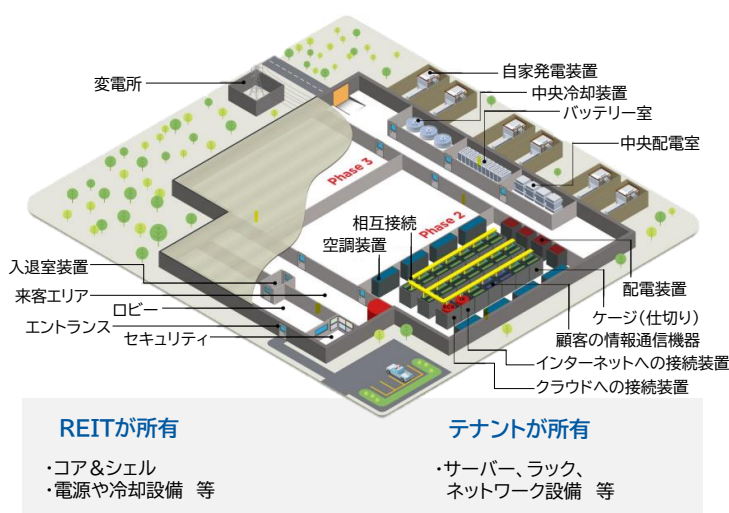 変電所
自家発電装置
中央冷却装置
バッテリー室
中央配電室
Phase 3
Phase 2
相互接続
空調装置
入退室装置
来客エリア
ロビー
エントランス
セキュリティ
配電装置
ケージ(仕切り)
顧客の情報通信機器
インターネットへの接続装置
クラウドへの接続装置
REITが所有
・コア&シェル
・電源や冷却設備 等
テナントが所有
・サーバー、ラック、
ネットワーク設備 等